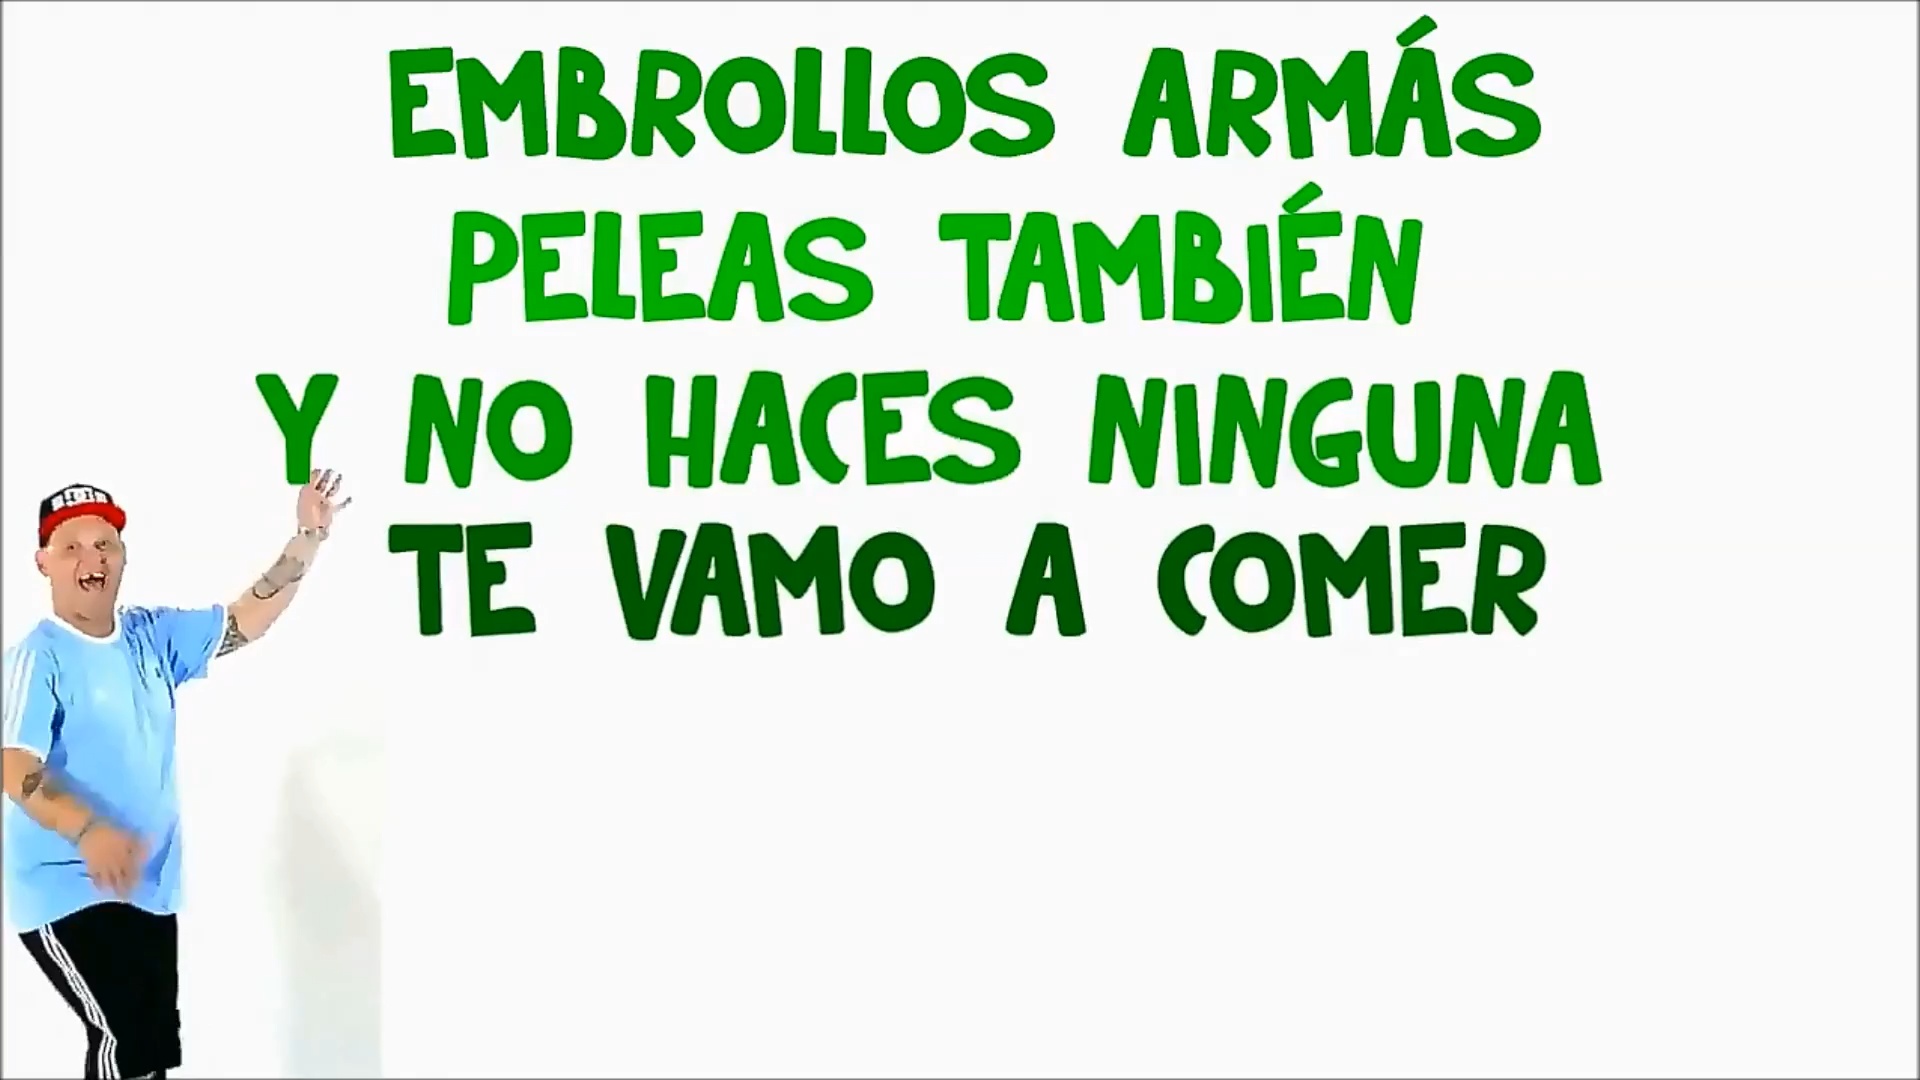 EMBROLLOS ARMÁS
PELEAS TAMBIÉN
Y NO HACES NINGUNA
TE VAMO A COMER